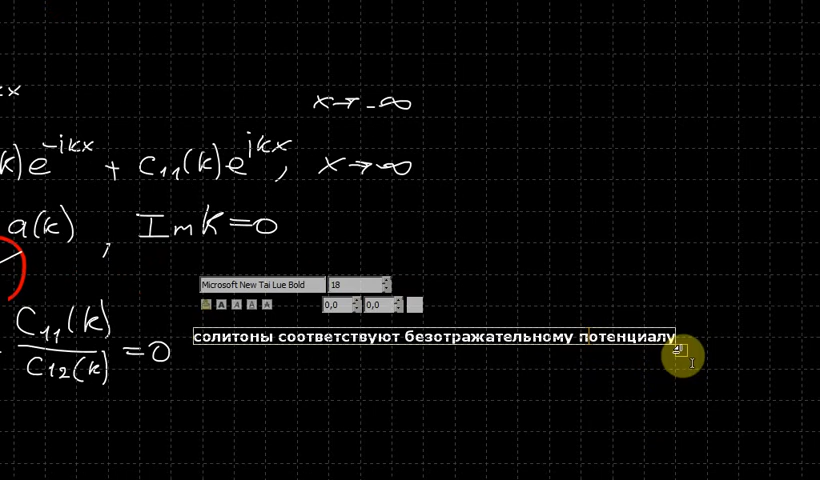 kx
x→-∞
k)e^{-ikx} + C₁₁(k)e^{ikx}, x→∞
a(k), Im k=0
Microsoft New Tai Lue Bold 18
A A A A 0,0 0,0
C₁₁(k)
C₁₂(k) =0
солитоны соответствуют безотражательному потенциалу